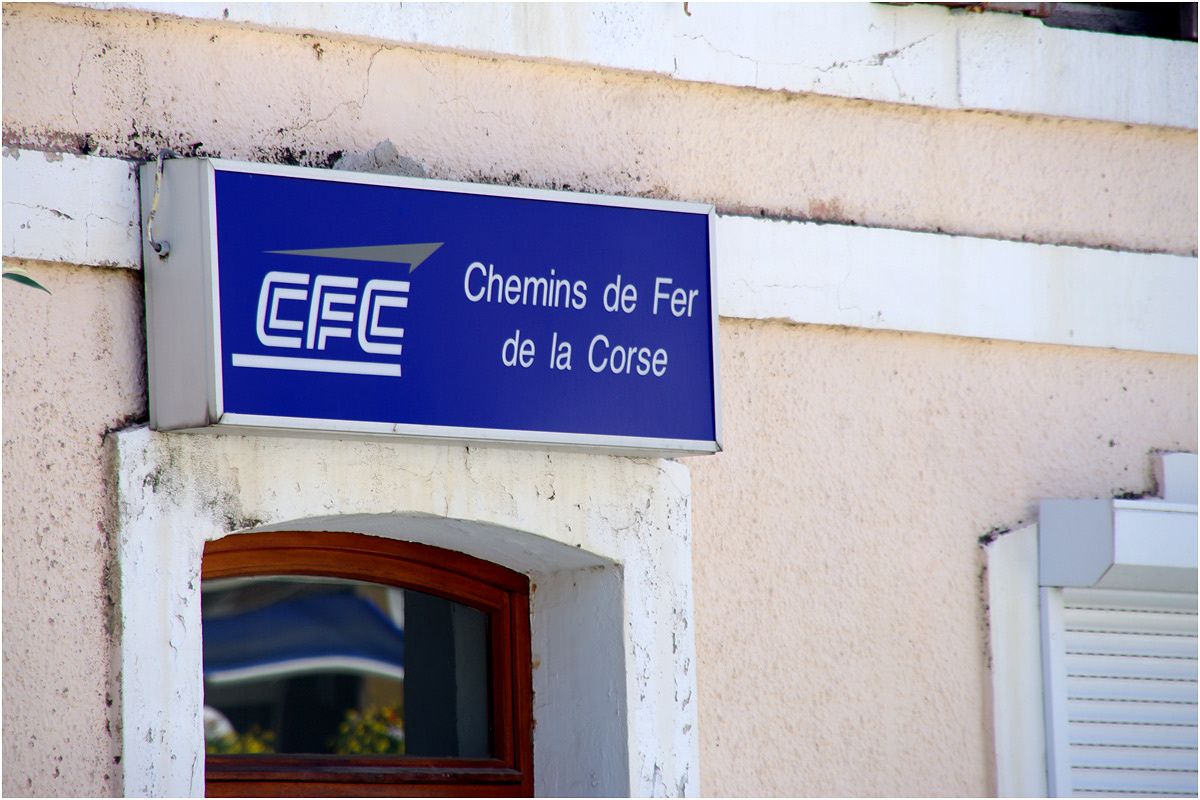 CFC
Chemins de Fer
de la Corse